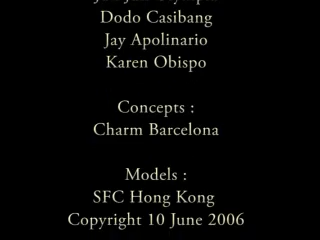 Dodo Casibang
Jay Apolinario
Karen Obispo
Concepts :
Charm Barcelona
Models :
SFC Hong Kong
Copyright 10 June 2006